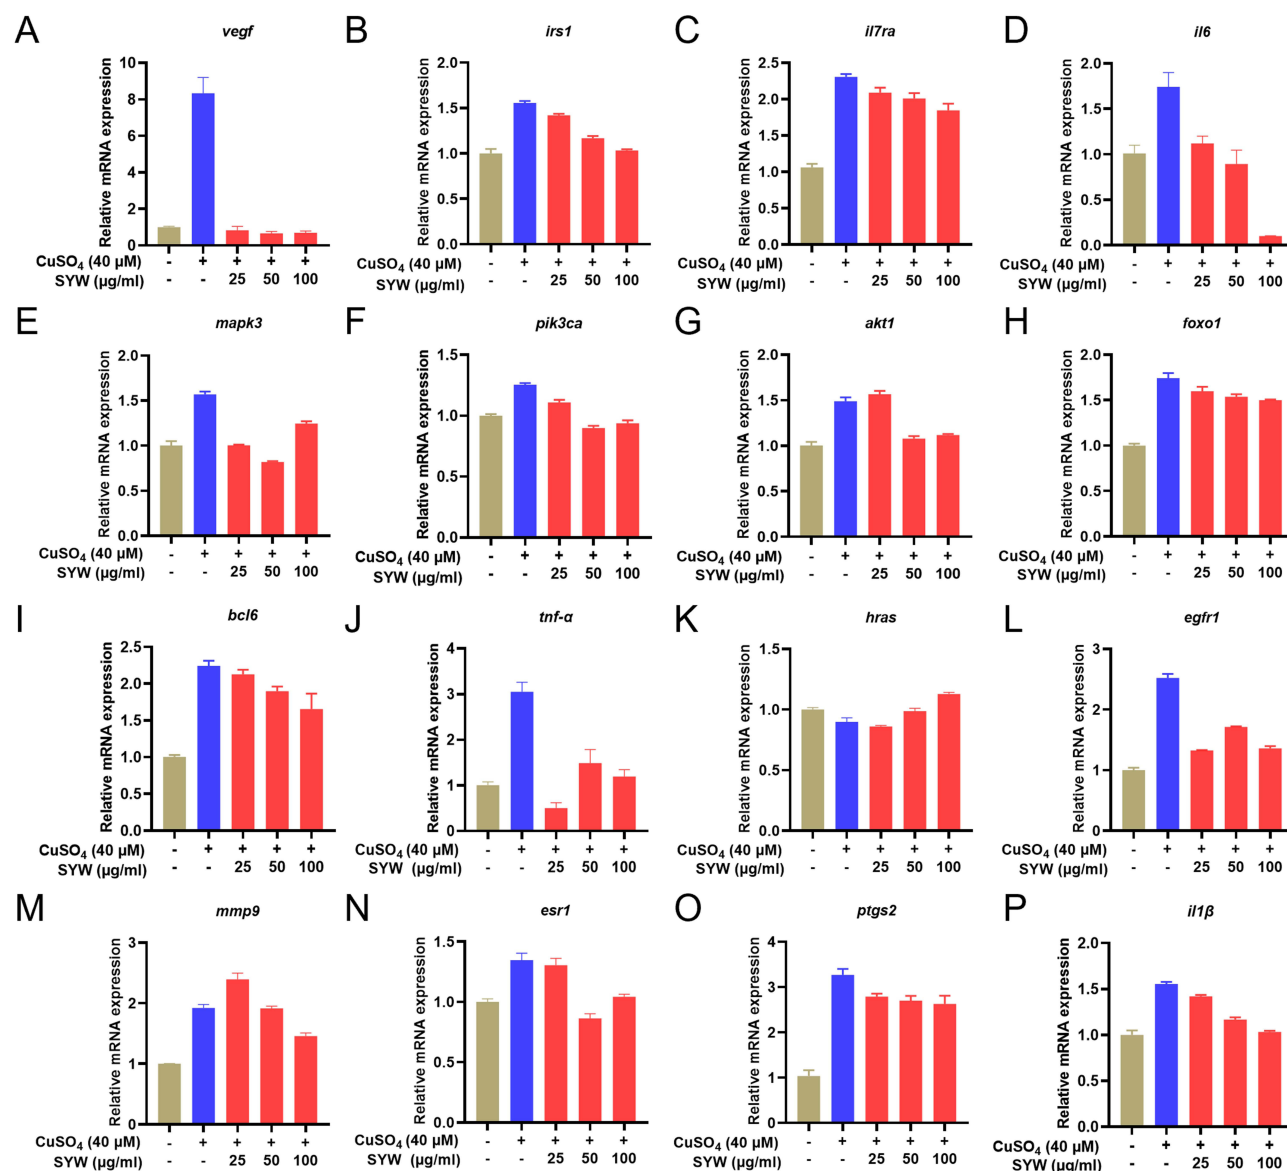 A vegf B irs1 C il7ra D il6
Relative mRNA expression Relative mRNA expression Relative mRNA expression Relative mRNA expression
10 2.0 2.5 2.0
8 1.5 2.0 1.5
6 1.0 1.5 1.0
4 0.5 1.0 0.5
2 0.0 0.5 0.0
0 0.0
CuSO4 (40 µM) - + + + + CuSO4 (40 µM) - + + + + CuSO4 (40 µM) - + + + + CuSO4 (40 µM) - + + + +
SYW (µg/ml) - - 25 50 100 SYW (µg/ml) - - 25 50 100 SYW (µg/ml) - - 25 50 100 SYW (µg/ml) - - 25 50 100
E mapk3 F pik3ca G akt1 H foxo1
Relative mRNA expression Relative mRNA expression Relative mRNA expression Relative mRNA expression
2.0 1.5 2.0 2.0
1.5 1.0 1.5 1.5
1.0 0.5 1.0 1.0
0.5 0.0 0.5 0.5
0.0 0.0 0.0
CuSO4 (40 µM) - + + + + CuSO4 (40 µM) - + + + + CuSO4 (40 µM) - + + + + CuSO4 (40 µM) - + + + +
SYW (µg/ml) - - 25 50 100 SYW (µg/ml) - - 25 50 100 SYW (µg/ml) - - 25 50 100 SYW (µg/ml) - - 25 50 100
I bcl6 J tnf-α K hras L egfr1
Relative mRNA expression Relative mRNA expression Relative mRNA expression Relative mRNA expression
2.5 4 1.5 3
2.0 3 1.0 2
1.5 2 0.5 1
1.0 1 0.0 0
0.5 0
0.0
CuSO4 (40 µM) - + + + + CuSO4 (40 µM) - + + + + CuSO4 (40 µM) - + + + + CuSO4 (40 µM) - + + + +
SYW (µg/ml) - - 25 50 100 SYW (µg/ml) - - 25 50 100 SYW (µg/ml) - - 25 50 100 SYW (µg/ml) - - 25 50 100
M mmp9 N esr1 O ptgs2 P il1β
Relative mRNA expression Relative mRNA expression Relative mRNA expression Relative mRNA expression
3 1.5 4 2.0
2 1.0 3 1.5
1 0.5 2 1.0
0 0.0 1 0.5
0 0.0
CuSO4 (40 µM) - + + + + CuSO4 (40 µM) - + + + + CuSO4 (40 µM) - + + + + CuSO4 (40 µM) - + + + +
SYW (µg/ml) - - 25 50 100 SYW (µg/ml) - - 25 50 100 SYW (µg/ml) - - 25 50 100 SYW (µg/ml) - - 25 50 100